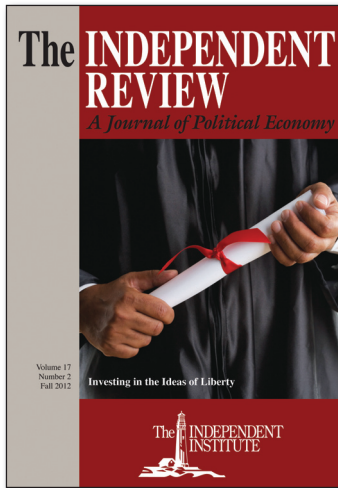 The INDEPENDENT
REVIEW
A Journal of Political Economy
Volume 17
Number 2
Fall 2012
Investing in the Ideas of Liberty
The INDEPENDENT
INSTITUTE